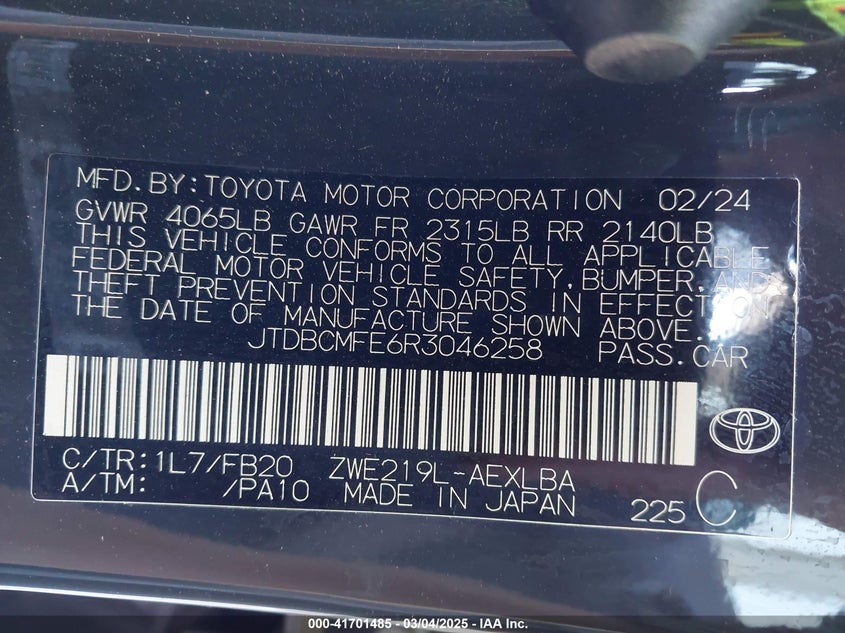 MFD.BY:TOYOTA MOTOR CORPORATION 02/24
GVWR 4065LB GAWR FR 2315LB RR 2140LB
THIS VEHICLE CONFORMS TO ALL APPLICABLE
FEDERAL MOTOR VEHICLE SAFETY,BUMPER,AND
THEFT PREVENTION STANDARDS IN EFFECT ON
THE DATE OF MANUFACTURE SHOWN ABOVE.
JTDBCMFE6R3046258 PASS.CAR
C/TR:1L7/FB20 ZWE219L-AEXLBA
A/TM: /PA10 MADE IN JAPAN 225 C
000-41701485 - 03/04/2025 - IAA Inc.